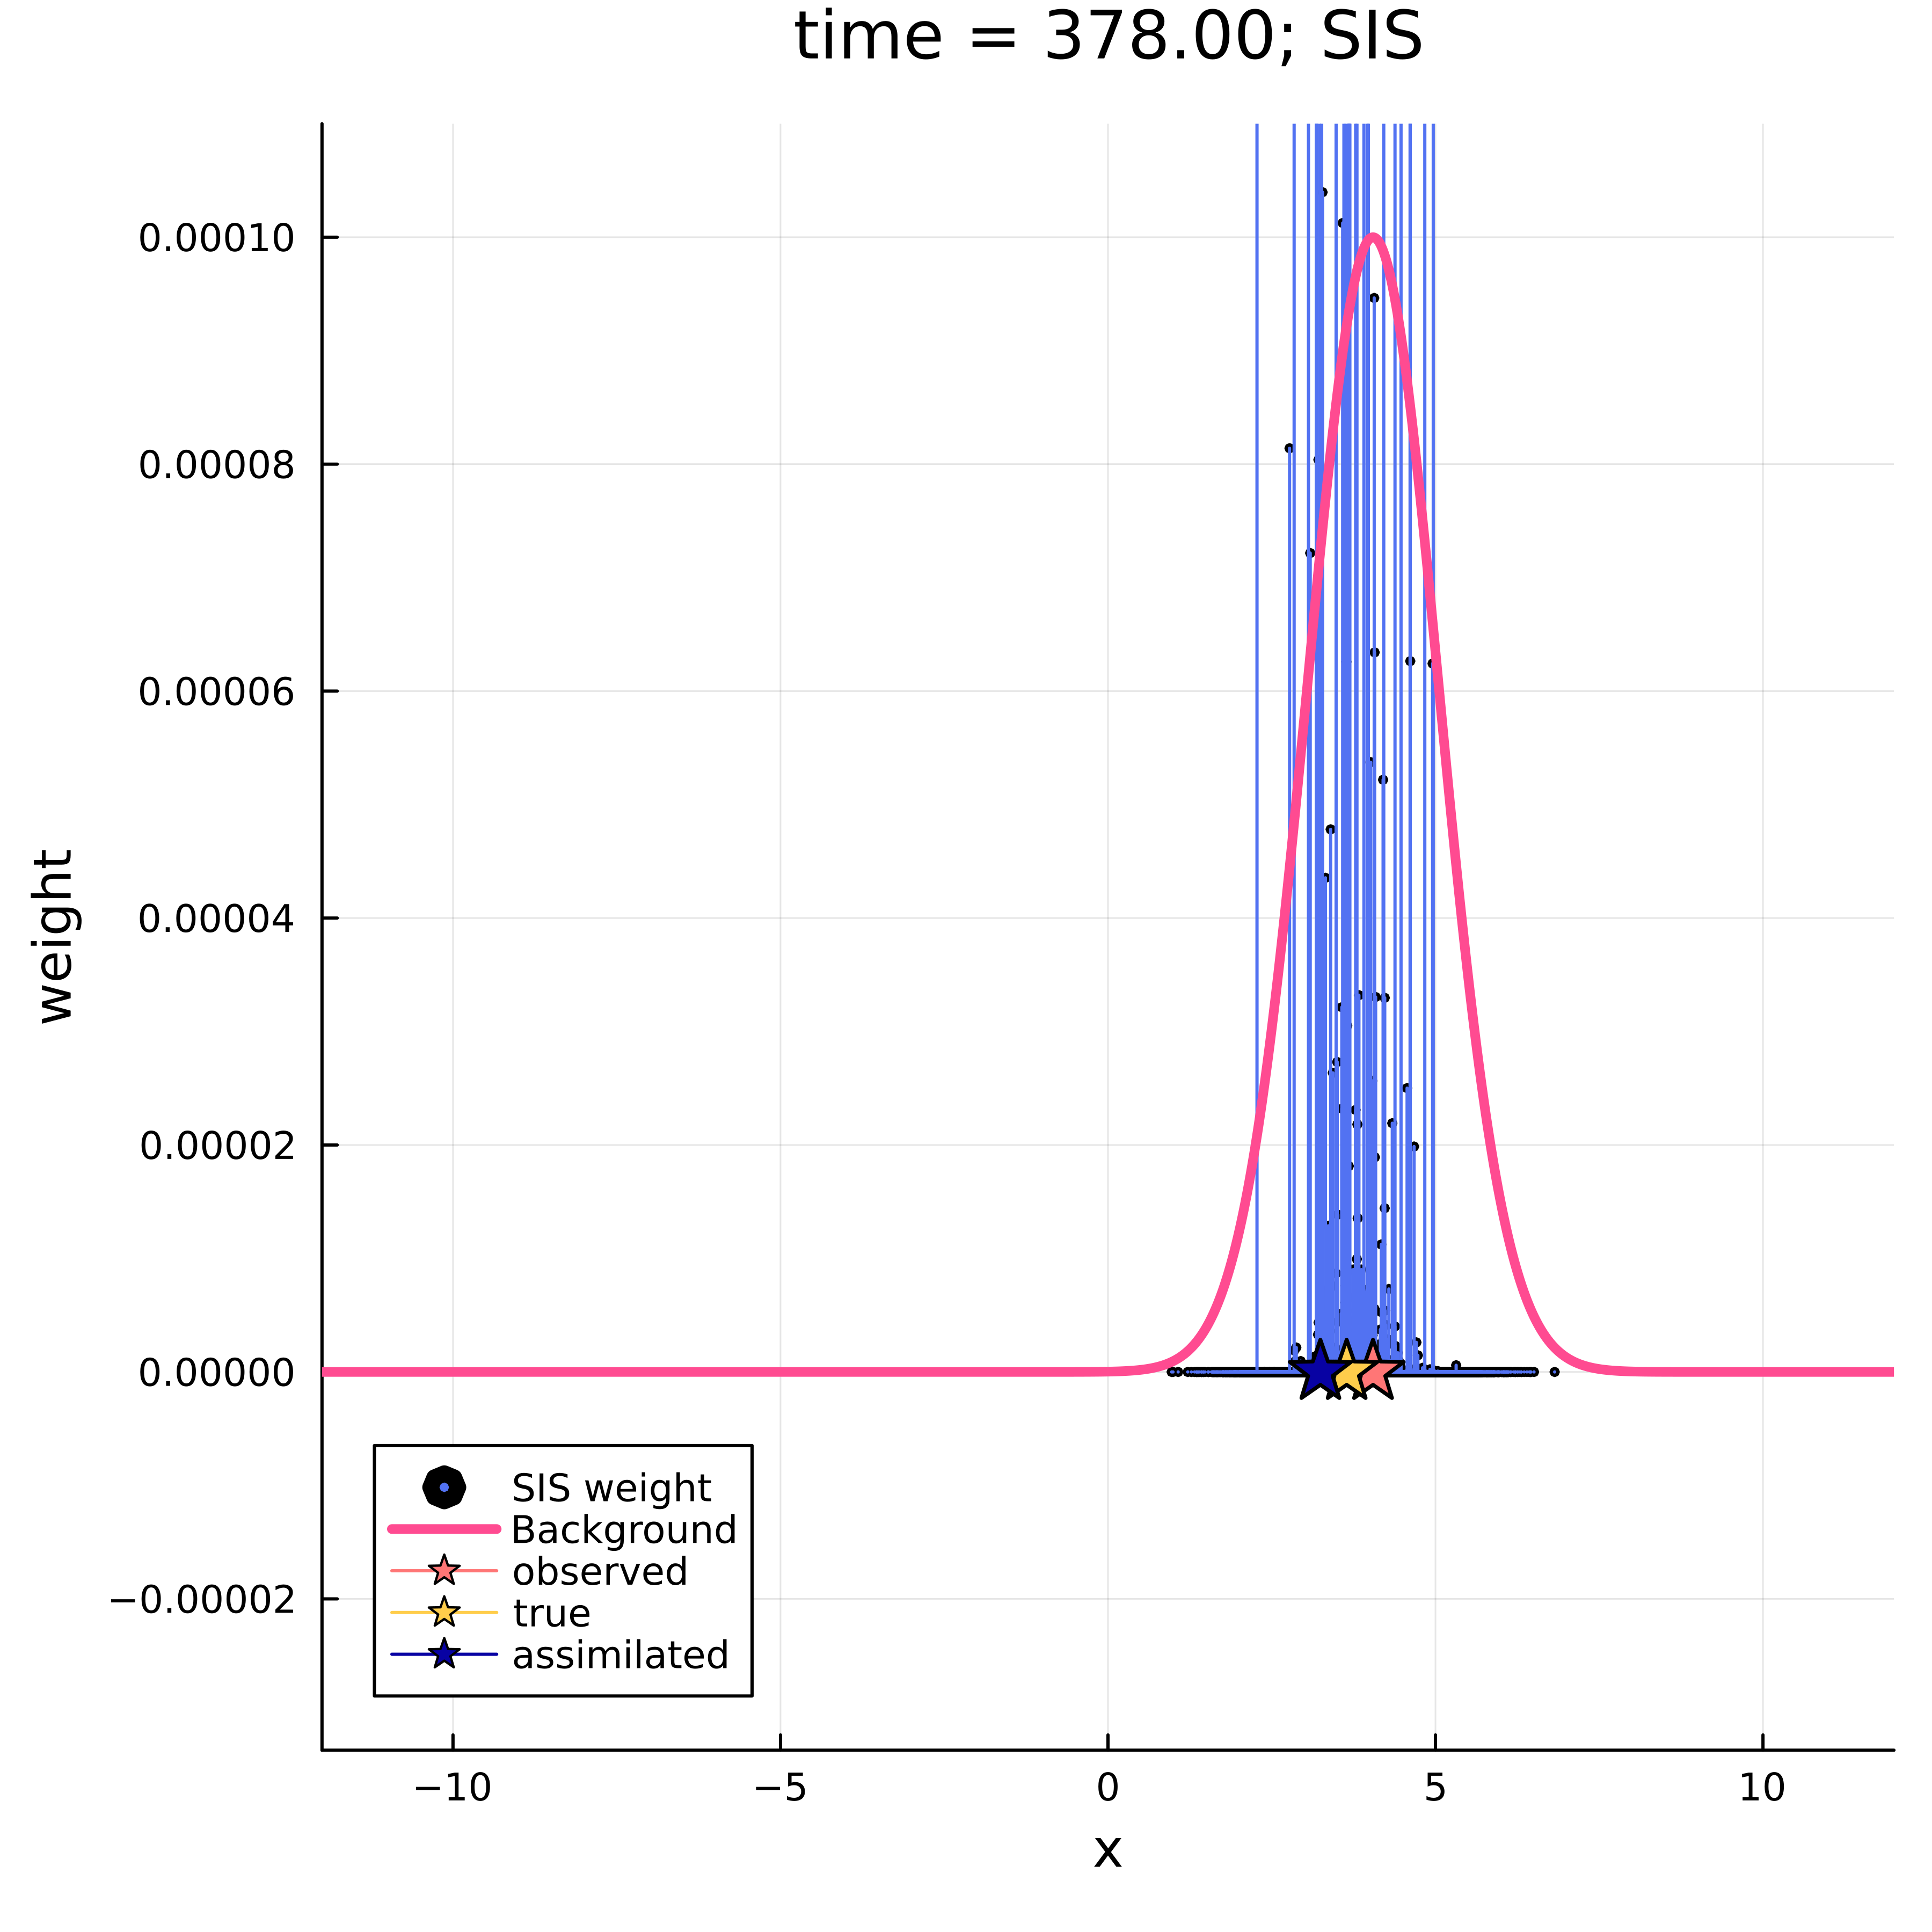 time = 378.00; SIS
weight
0.00010
0.00008
0.00006
0.00004
0.00002
0.00000
−0.00002
SIS weight
Background
observed
true
assimilated
−10 −5 0 5 10
x